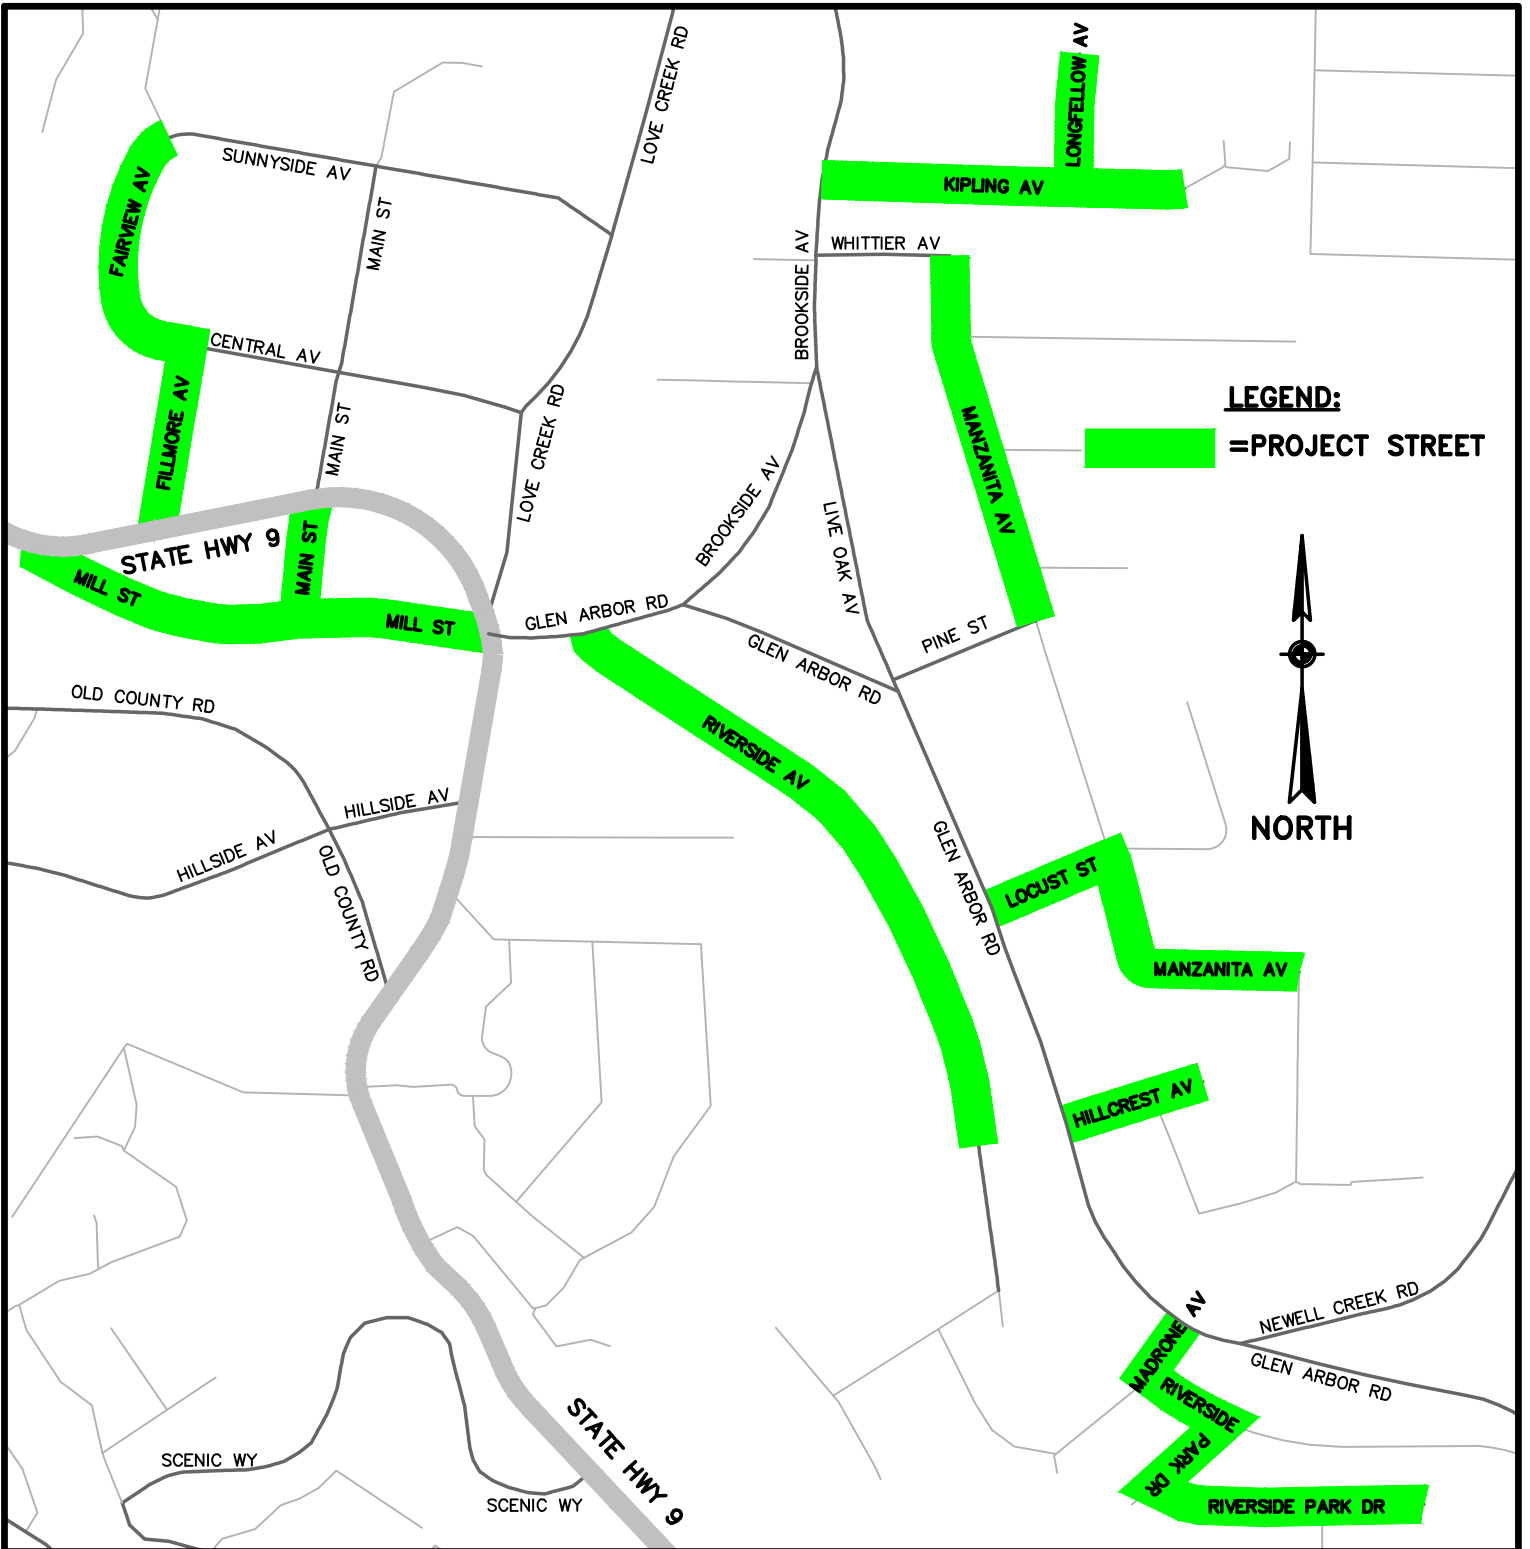 LONGFELLOW AV
LOVE CREEK RD
SUNNYSIDE AV
KIPLING AV
FAIRVIEW AV
MAIN ST
BROOKSIDE AV
WHITTIER AV
CENTRAL AV
LEGEND:
=PROJECT STREET
FILLMORE AV
MAIN ST
LOVE CREEK RD
MANZANITA AV
BROOKSIDE AV
LIVE OAK AV
STATE HWY 9
MAIN ST
MILL ST
MILL ST
GLEN ARBOR RD
GLEN ARBOR RD
PINE ST
OLD COUNTY RD
RIVERSIDE AV
HILLSIDE AV
HILLSIDE AV
OLD COUNTY RD
NORTH
GLEN ARBOR RD
LOCUST ST
MANZANITA AV
HILLCREST AV
MADRONE AV
NEWELL CREEK RD
GLEN ARBOR RD
RIVERSIDE
PARK DR
RIVERSIDE PARK DR
SCENIC WY
SCENIC WY
STATE HWY 9